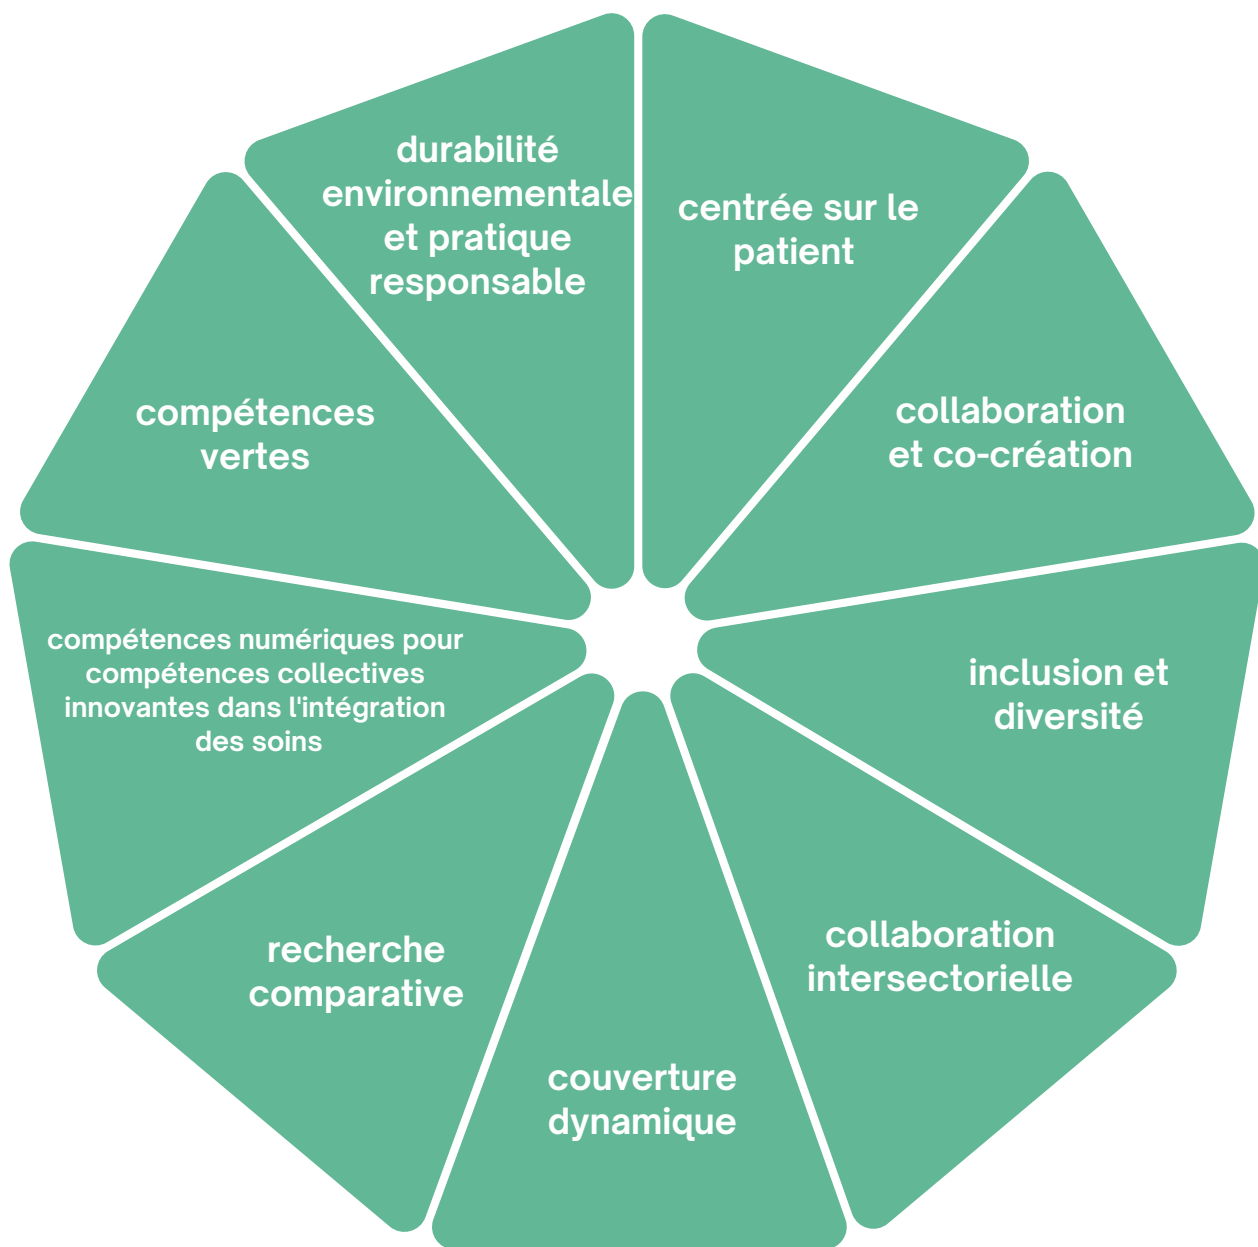 durabilité
environnementale
et pratique
responsable
centrée sur le
patient
collaboration
et co-création
inclusion et
diversité
collaboration
intersectorielle
couverture
dynamique
recherche
comparative
compétences numériques pour
compétences collectives
innovantes dans l'intégration
des soins
compétences
vertes